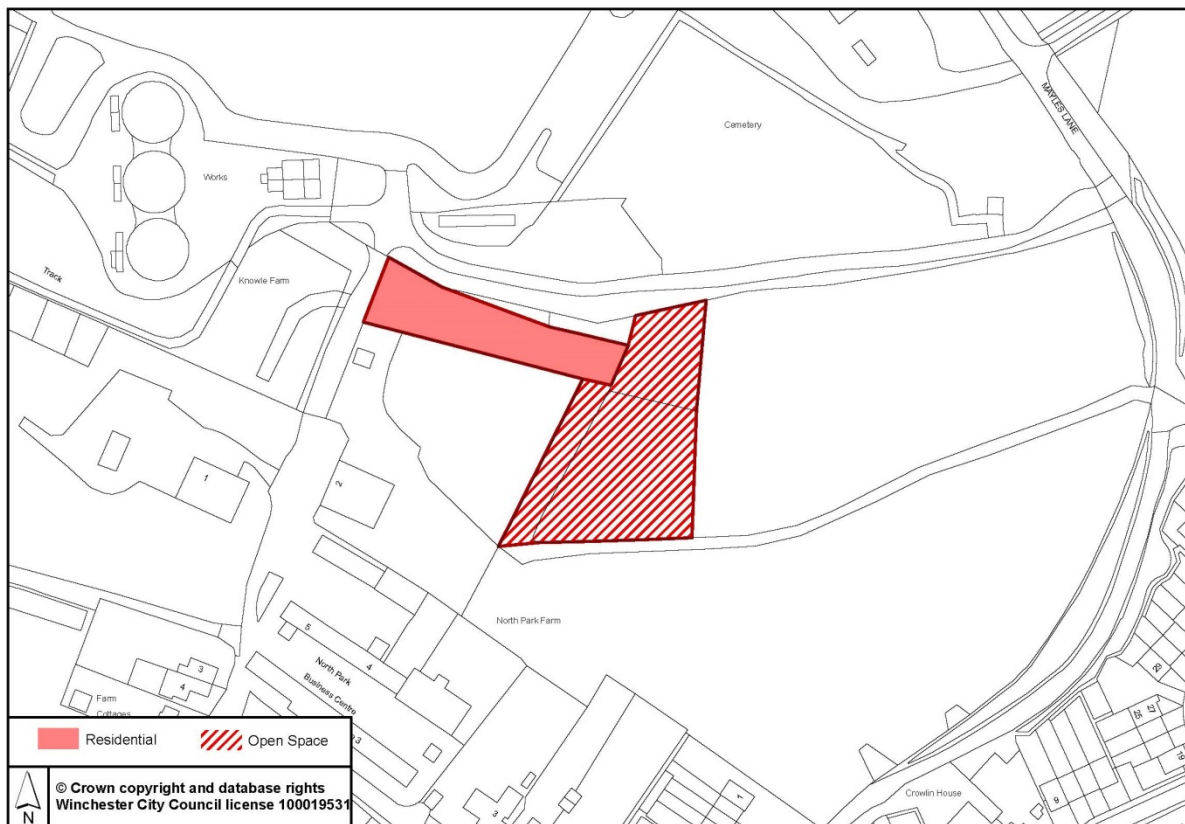 MAYLES LANE
Cemetery
Works
Knowle Farm
Track
1
2
North Park Farm
5
4
North Park
Business Centre
3
4
Farm
Cottages
3
3
1
Crowlin House
9
23
27
25
19
Residential
Open Space
© Crown copyright and database rights
Winchester City Council license 100019531
N